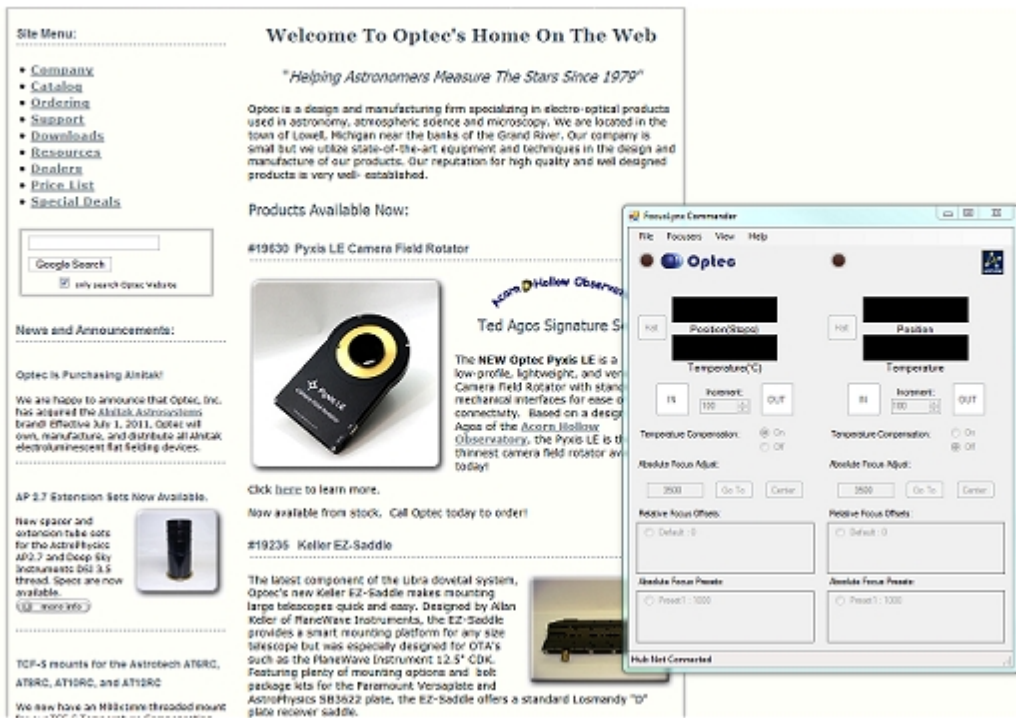 Site Menu:
Company
Catalog
Ordering
Support
Downloads
Resources
Dealers
Price List
Special Deals
Google Search
only search Optec Website
News and Announcements:
Optec Is Purchasing Alnitak!
We are happy to announce that Optec, Inc.
has acquired the Alnitak Astrosystems
brand! Effective July 1, 2011, Optec will
own, manufacture, and distribute all Alnitak
electroluminescent flat fielding devices.
AP 2.7 Extension Sets Now Available.
New spacer and
extension tube sets
for the AstroPhysics
AP2.7 and Deep Sky
Instruments DSI 3.5
thread. Specs are now
available.
more info
TCF-S mounts for the Astrotech AT6RC,
AT8RC, AT10RC, and AT12RC
We now have an M90x1mm threaded mount
Welcome To Optec's Home On The Web
"Helping Astronomers Measure The Stars Since 1979"
Optec is a design and manufacturing firm specializing in electro-optical products
used in astronomy, atmospheric science and microscopy. We are located in the
town of Lowell, Michigan near the banks of the Grand River. Our company is
small but we utilize state-of-the-art equipment and techniques in the design and
manufacture of our products. Our reputation for high quality and well designed
products is very well- established.
Products Available Now:
#19630 Pyxis LE Camera Field Rotator
Pyxis LE
Camera Field Rotator
Acorn Hollow Observa
Ted Agos Signature S
The NEW Optec Pyxis LE is a
low-profile, lightweight, and
Camera Field Rotator with
mechanical interfaces for ease
connectivity. Based on a design
Agos of the Acorn Hollow
Observatory, the Pyxis LE is
thinnest camera field rotator
today!
Click here to learn more.
Now available from stock. Call Optec today to order!
#19235 Keller EZ-Saddle
The latest component of the Libra dovetail system,
Optec's new Keller EZ-Saddle makes mounting
large telescopes quick and easy. Designed by Allan
Keller of PlaneWave Instruments, the EZ-Saddle
provides a smart mounting platform for any size
telescope but was especially designed for OTA's
such as the PlaneWave Instrument 12.5" CDK.
Featuring plenty of mounting options and bolt
package kits for the Paramount Versaplate and
AstroPhysics SB3622 plate, the EZ-Saddle offers a standard Losmandy "D"
plate receiver saddle.
FocusLynx Commander
File Focusers View Help
Optec
Halt
Position(Steps)
Temperature(°C)
IN
Increment:
100
OUT
Temperature Compensation:
On
Off
Absolute Focus Adjust:
3500 Go To Center
Relative Focus Offsets:
Default : 0
Absolute Focus Presets:
Preset1 : 1000
Halt
Position
Temperature
IN
Increment:
100
OUT
Temperature Compensation:
On
Off
Absolute Focus Adjust:
3500 Go To Center
Relative Focus Offsets:
Default : 0
Absolute Focus Presets:
Preset1 : 1000
Hub Not Connected